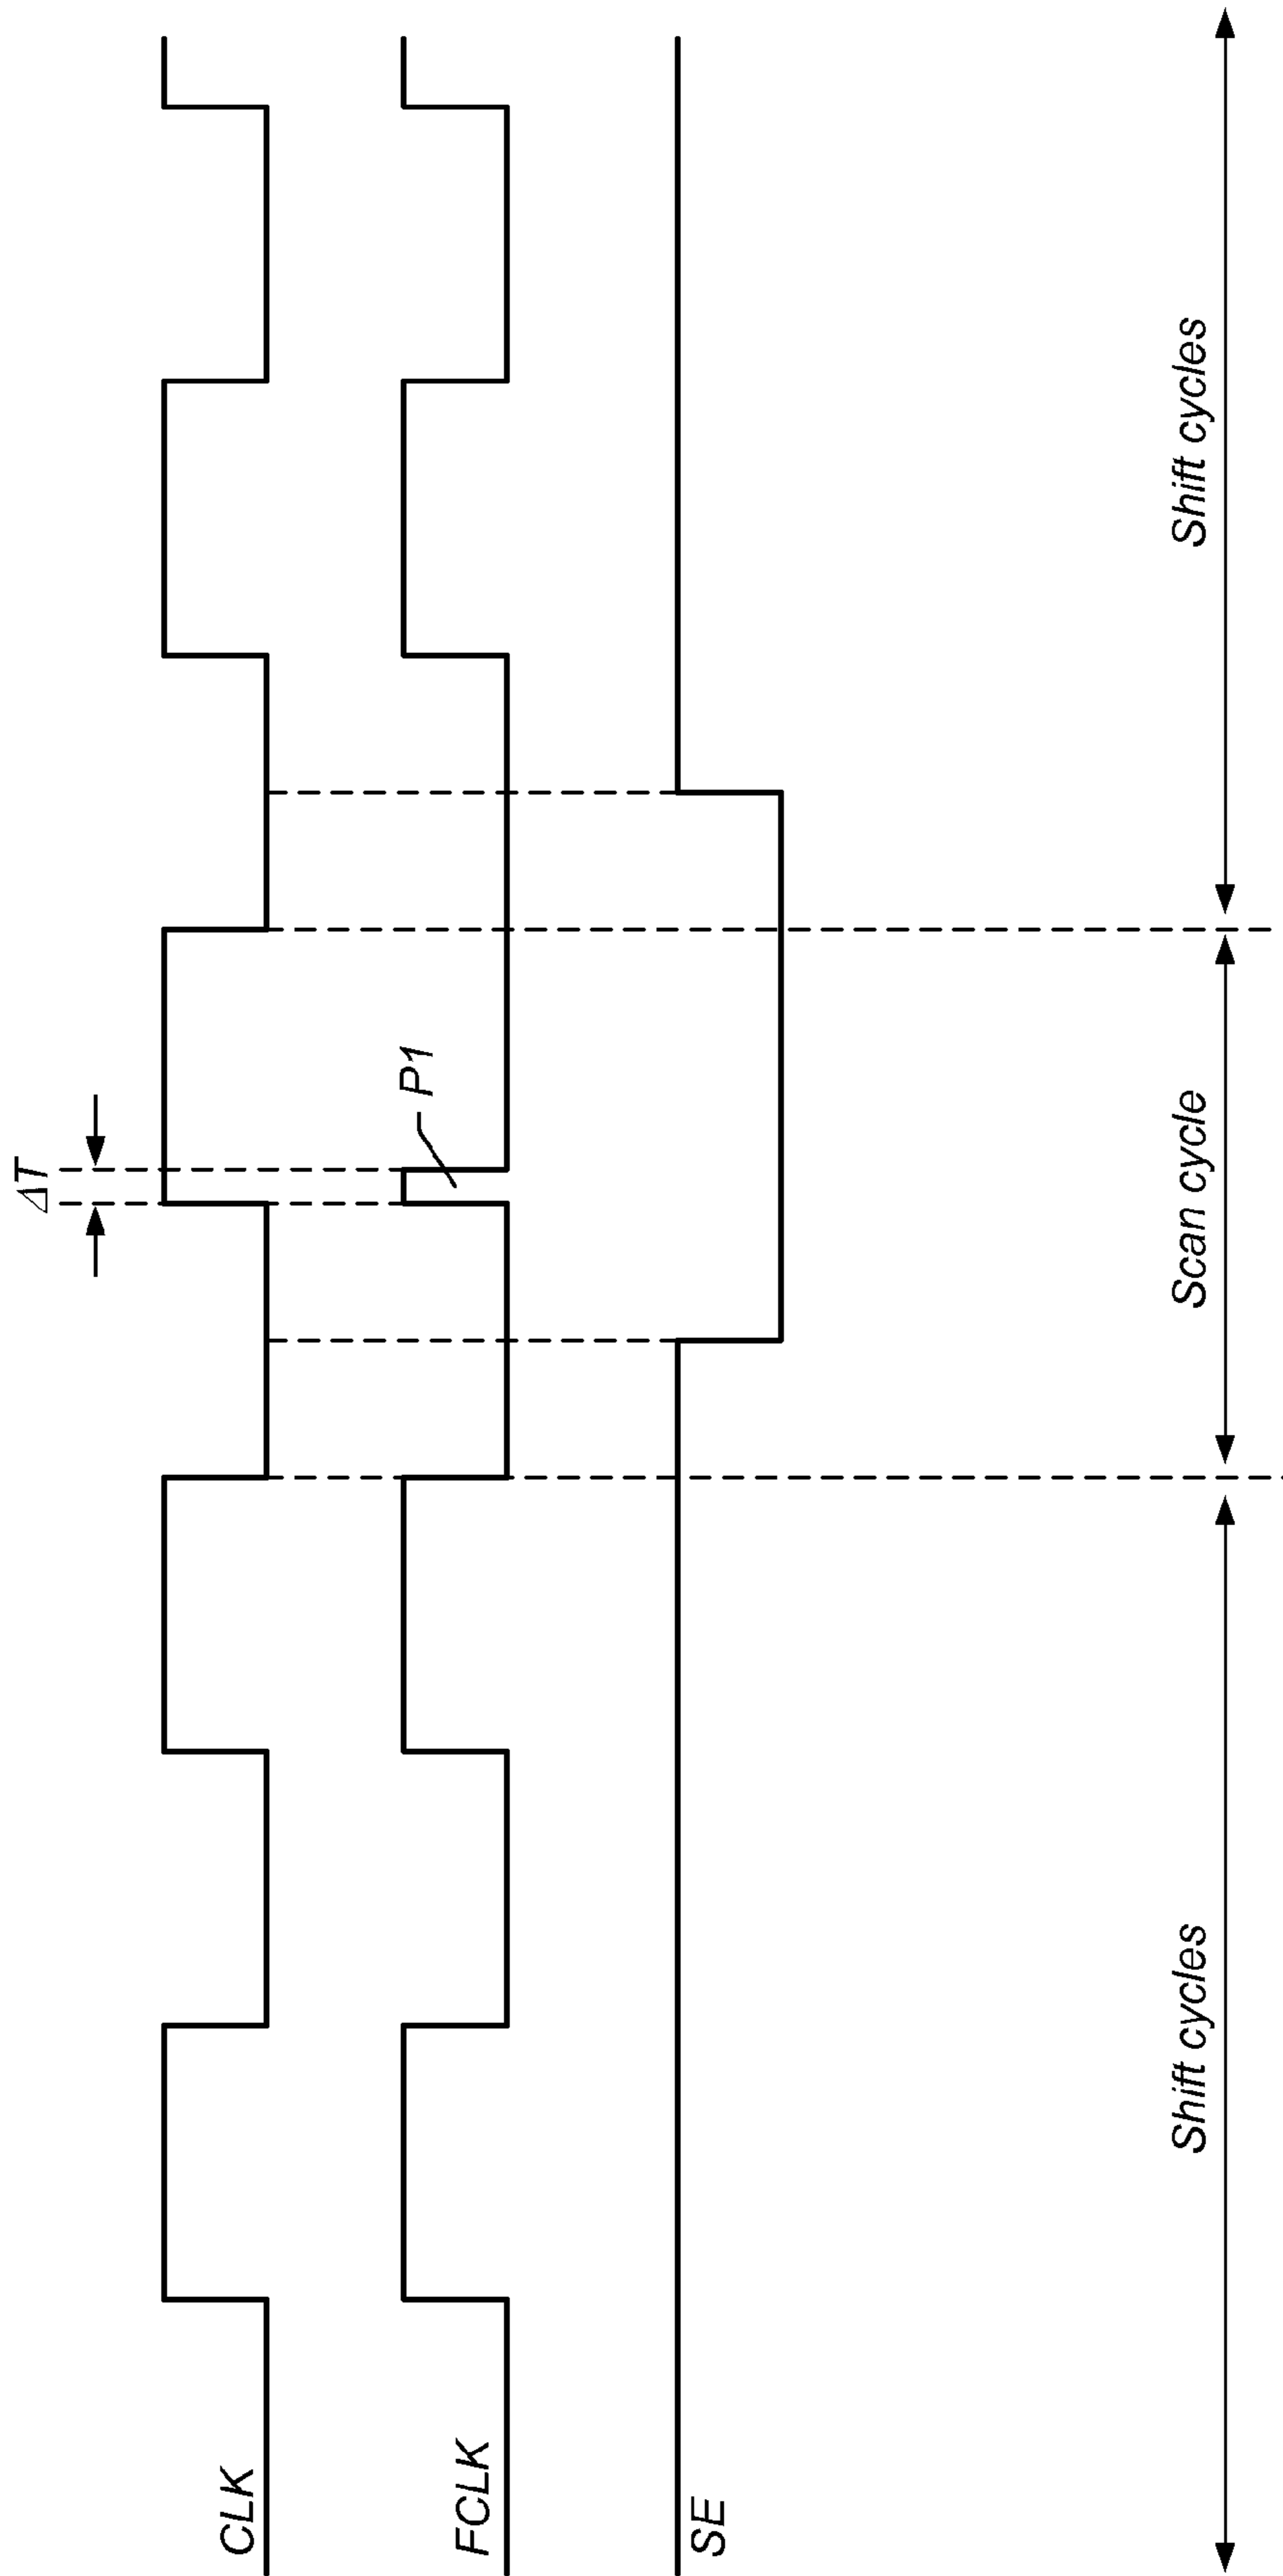 ΔT
CLK
P1
FCLK
SE
Shift cycles
Scan cycle
Shift cycles